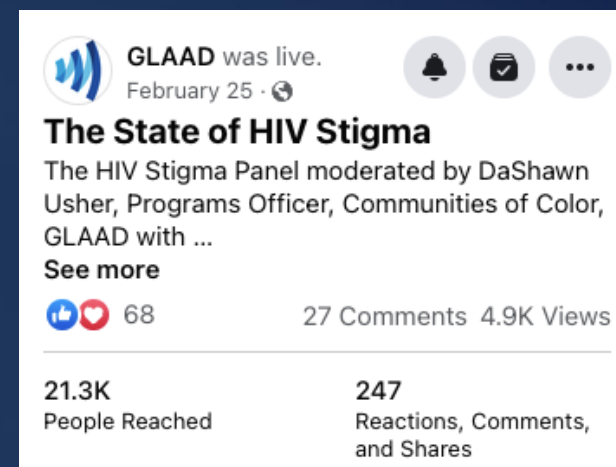 GLAAD was live.
February 25 ·
The State of HIV Stigma
The HIV Stigma Panel moderated by DaShawn
Usher, Programs Officer, Communities of Color,
GLAAD with ...
See more
68 27 Comments 4.9K Views
21.3K 247
People Reached Reactions, Comments,
and Shares